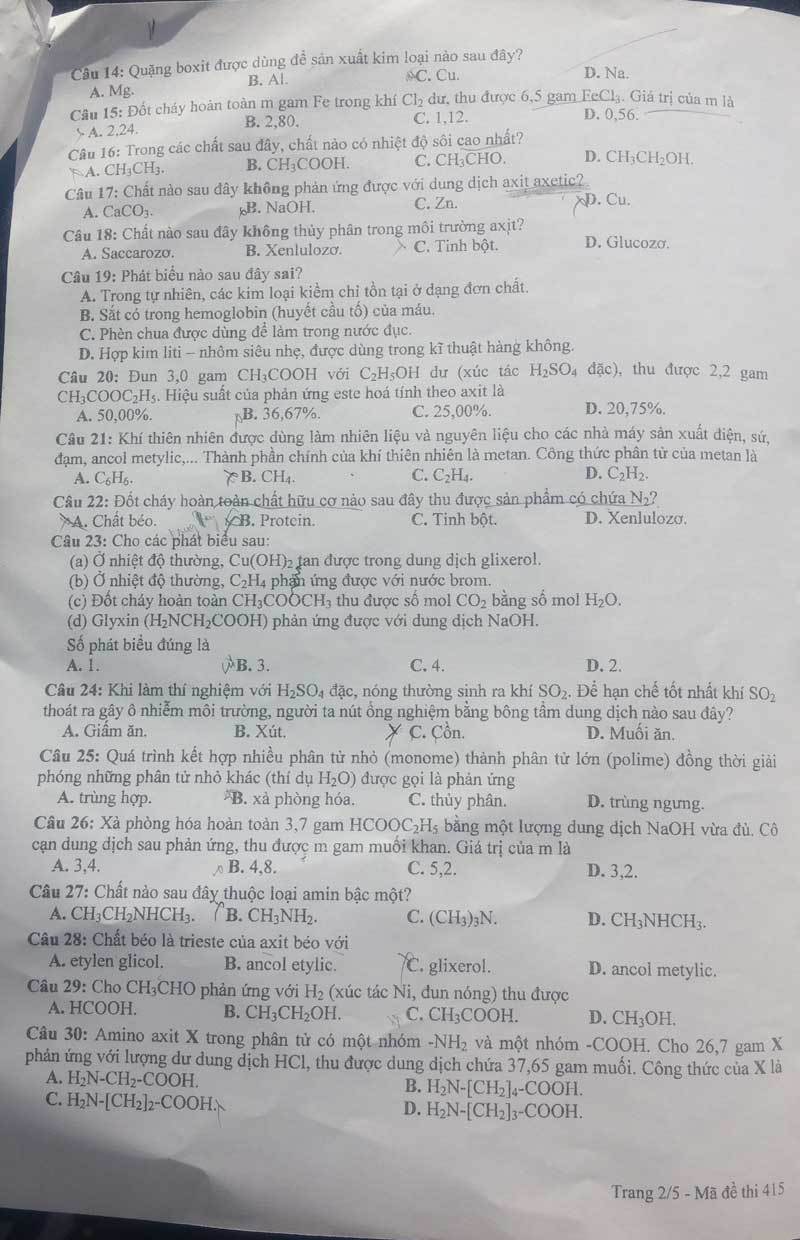 Câu 14: Quặng boxit được dùng để sản xuất kim loại nào sau đây?
A. Mg. B. Al. C. Cu. D. Na.
Câu 15: Đốt cháy hoàn toàn m gam Fe trong khí Cl₂ dư, thu được 6,5 gam FeCl₃. Giá trị của m là
A. 2,24. B. 2,80. C. 1,12. D. 0,56.
Câu 16: Trong các chất sau đây, chất nào có nhiệt độ sôi cao nhất?
A. CH₃CH₃. B. CH₃COOH. C. CH₃CHO. D. CH₃CH₂OH.
Câu 17: Chất nào sau đây không phản ứng được với dung dịch axit axetic?
A. CaCO₃. B. NaOH. C. Zn. D. Cu.
Câu 18: Chất nào sau đây không thủy phân trong môi trường axit?
A. Saccarozơ. B. Xenlulozơ. C. Tinh bột. D. Glucozơ.
Câu 19: Phát biểu nào sau đây sai?
A. Trong tự nhiên, các kim loại kiềm chỉ tồn tại ở dạng đơn chất.
B. Sắt có trong hemoglobin (huyết cầu tố) của máu.
C. Phèn chua được dùng để làm trong nước đục.
D. Hợp kim liti – nhôm siêu nhẹ, được dùng trong kĩ thuật hàng không.
Câu 20: Đun 3,0 gam CH₃COOH với C₂H₅OH dư (xúc tác H₂SO₄ đặc), thu được 2,2 gam
CH₃COOC₂H₅. Hiệu suất của phản ứng este hoá tính theo axit là
A. 50,00%. B. 36,67%. C. 25,00%. D. 20,75%.
Câu 21: Khí thiên nhiên được dùng làm nhiên liệu và nguyên liệu cho các nhà máy sản xuất điện, sứ,
đạm, ancol metylic,... Thành phần chính của khí thiên nhiên là metan. Công thức phân tử của metan là
A. C₆H₆. B. CH₄. C. C₂H₄. D. C₂H₂.
Câu 22: Đốt cháy hoàn toàn chất hữu cơ nào sau đây thu được sản phẩm có chứa N₂?
A. Chất béo. B. Protein. C. Tinh bột. D. Xenlulozơ.
Câu 23: Cho các phát biểu sau:
(a) Ở nhiệt độ thường, Cu(OH)₂ tan được trong dung dịch glixerol.
(b) Ở nhiệt độ thường, C₂H₄ phản ứng được với nước brom.
(c) Đốt cháy hoàn toàn CH₃COOCH₃ thu được số mol CO₂ bằng số mol H₂O.
(d) Glyxin (H₂NCH₂COOH) phản ứng được với dung dịch NaOH.
Số phát biểu đúng là
A. 1. B. 3. C. 4. D. 2.
Câu 24: Khi làm thí nghiệm với H₂SO₄ đặc, nóng thường sinh ra khí SO₂. Để hạn chế tốt nhất khí SO₂
thoát ra gây ô nhiễm môi trường, người ta nút ống nghiệm bằng bông tẩm dung dịch nào sau đây?
A. Giấm ăn. B. Xút. C. Cồn. D. Muối ăn.
Câu 25: Quá trình kết hợp nhiều phân tử nhỏ (monome) thành phân tử lớn (polime) đồng thời giải
phóng những phân tử nhỏ khác (thí dụ H₂O) được gọi là phản ứng
A. trùng hợp. B. xà phòng hóa. C. thủy phân. D. trùng ngưng.
Câu 26: Xà phòng hóa hoàn toàn 3,7 gam HCOOC₂H₅ bằng một lượng dung dịch NaOH vừa đủ. Cô
cạn dung dịch sau phản ứng, thu được m gam muối khan. Giá trị của m là
A. 3,4. B. 4,8. C. 5,2. D. 3,2.
Câu 27: Chất nào sau đây thuộc loại amin bậc một?
A. CH₃CH₂NHCH₃. B. CH₃NH₂. C. (CH₃)₃N. D. CH₃NHCH₃.
Câu 28: Chất béo là trieste của axit béo với
A. etylen glicol. B. ancol etylic. C. glixerol. D. ancol metylic.
Câu 29: Cho CH₃CHO phản ứng với H₂ (xúc tác Ni, đun nóng) thu được
A. HCOOH. B. CH₃CH₂OH. C. CH₃COOH. D. CH₃OH.
Câu 30: Amino axit X trong phân tử có một nhóm -NH₂ và một nhóm -COOH. Cho 26,7 gam X
phản ứng với lượng dư dung dịch HCl, thu được dung dịch chứa 37,65 gam muối. Công thức của X là
A. H₂N-CH₂-COOH. B. H₂N-[CH₂]₄-COOH.
C. H₂N-[CH₂]₂-COOH. D. H₂N-[CH₂]₃-COOH.
Trang 2/5 - Mã đề thi 415